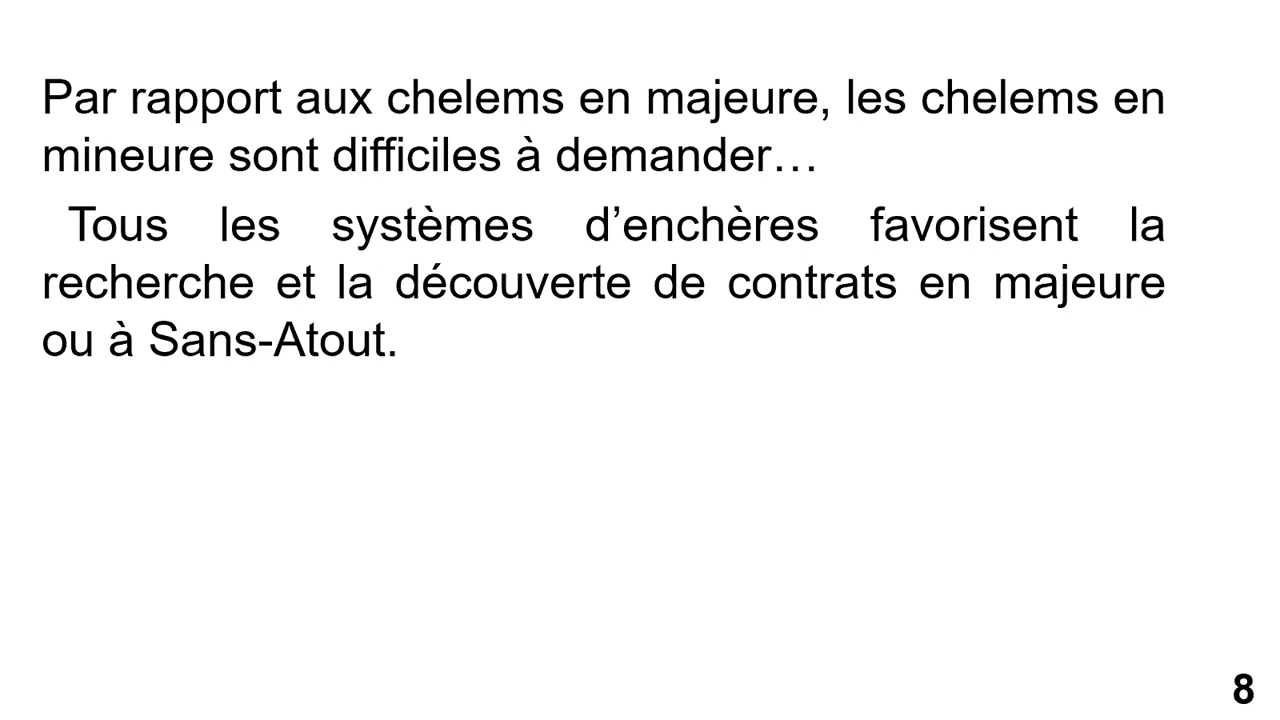 Par rapport aux chelems en majeure, les chelems en
mineure sont difficiles à demander…
Tous les systèmes d’enchères favorisent la
recherche et la découverte de contrats en majeure
ou à Sans-Atout.
8